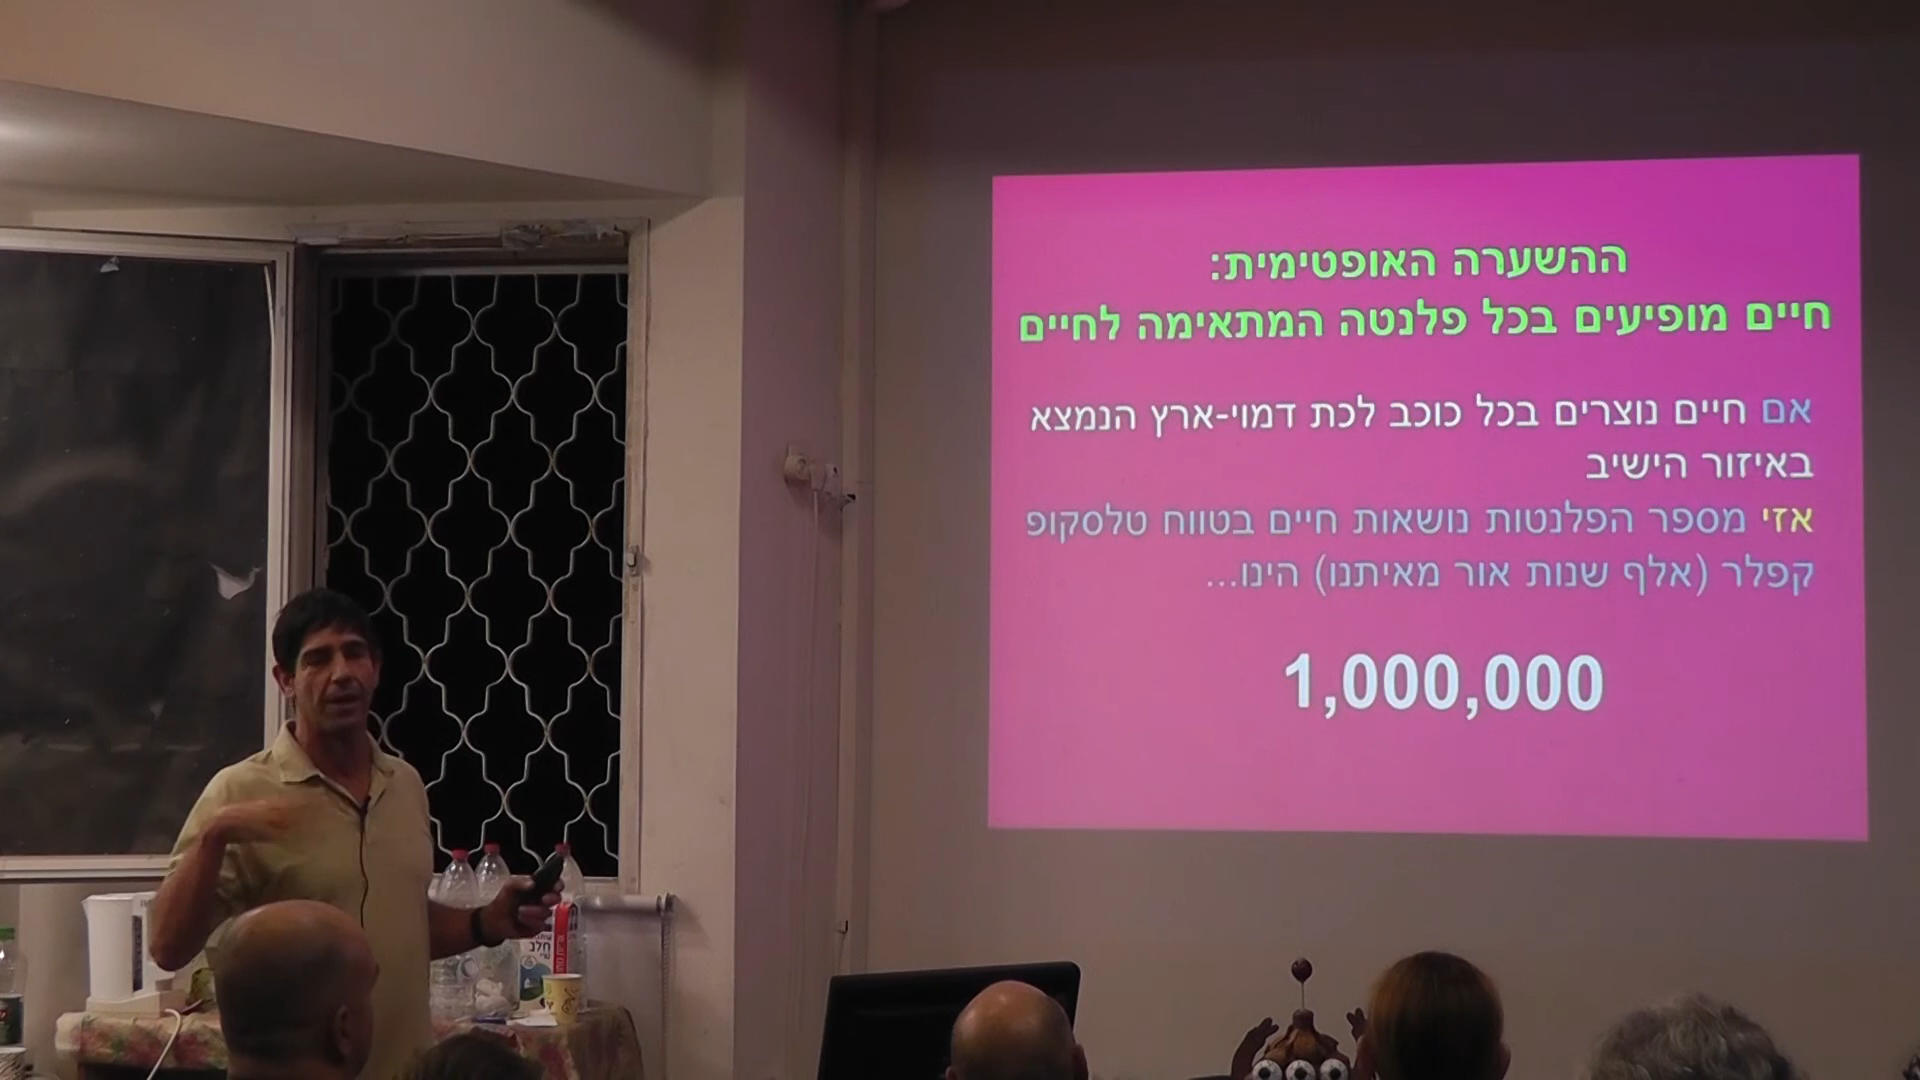 ההשערה האופטימית:
חיים מופיעים בכל פלנטה המתאימה לחיים
אם חיים נוצרים בכל כוכב לכת דמוי-ארץ הנמצא
באיזור הישיב
אזי מספר הפלנטות נושאות חיים בטווח טלסקופ
קפלר (אלף שנות אור מאיתנו) הינו...
1,000,000
חלב